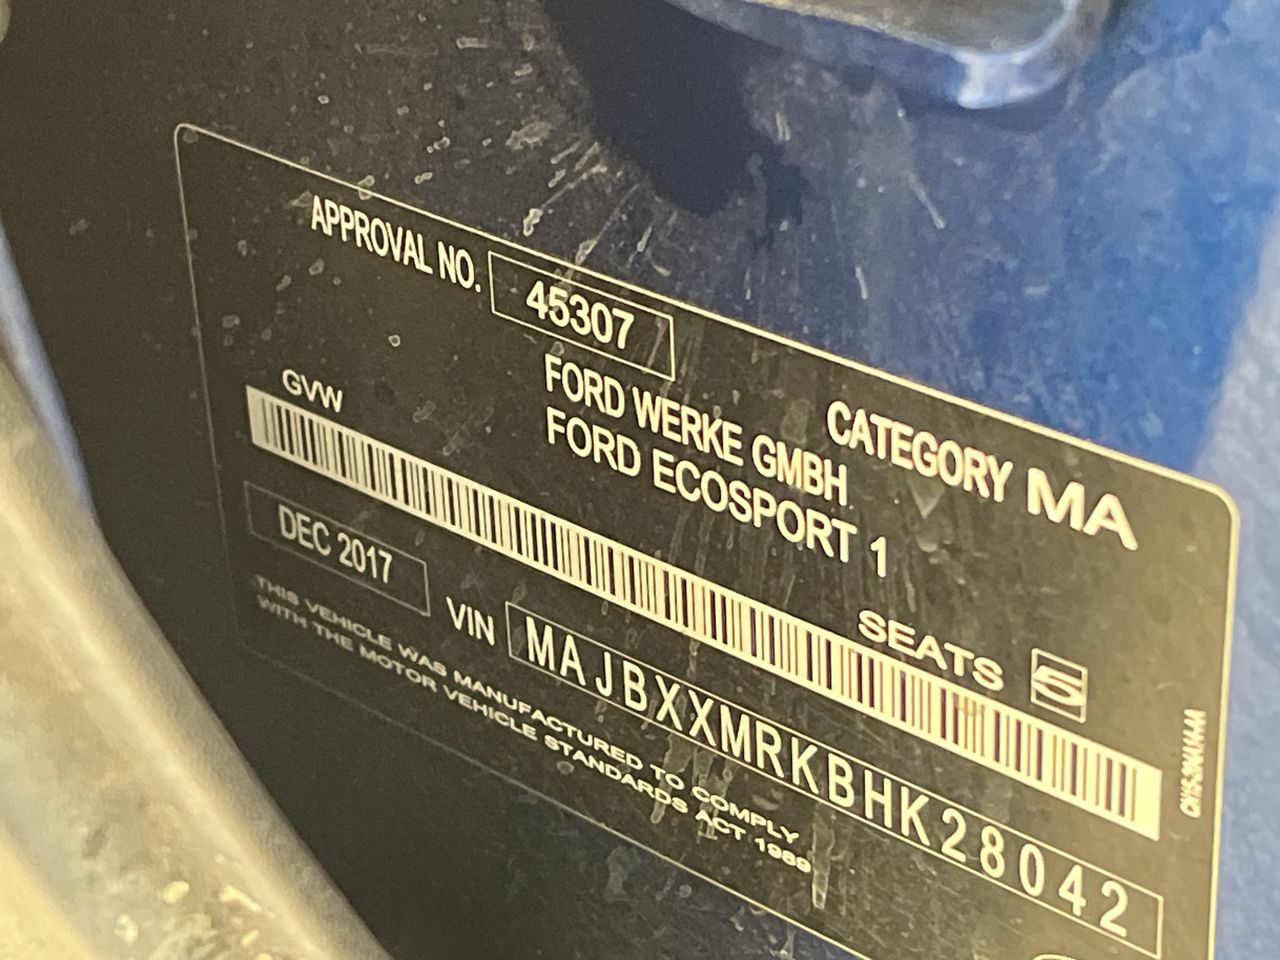 APPROVAL NO. 45307
CATEGORY MA
FORD WERKE GMBH
FORD ECOSPORT 1
GVW
SEATS 5
DEC 2017
VIN MAJBXXMRKBHK28042
THIS VEHICLE WAS MANUFACTURED TO COMPLY
WITH THE MOTOR VEHICLE STANDARDS ACT 1989